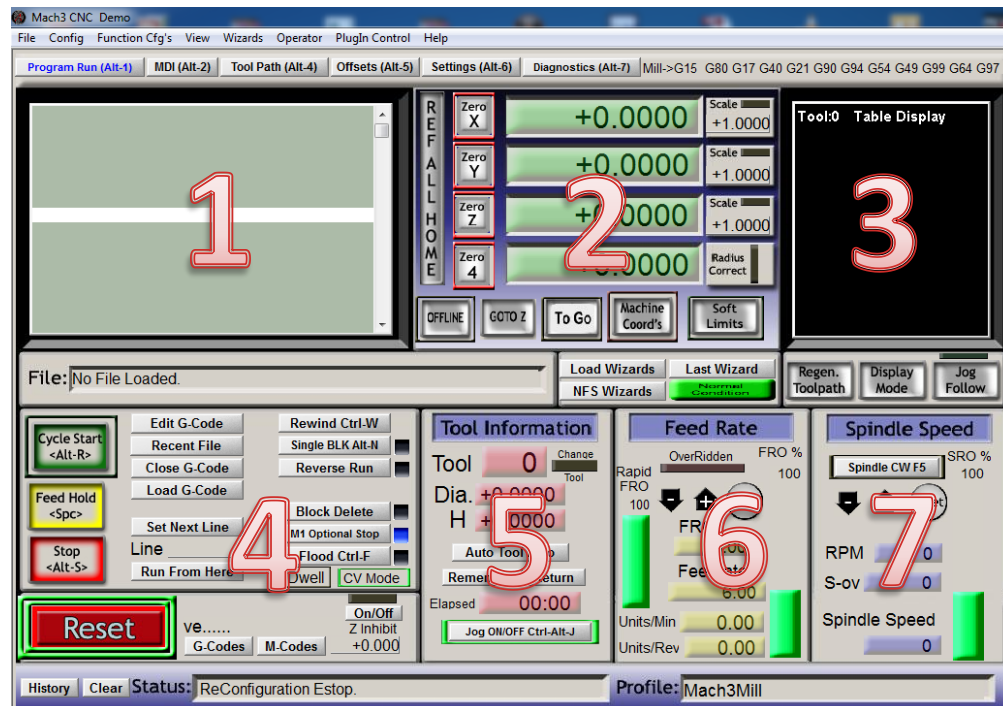 Mach3 CNC Demo
File Config Function Cfg's View Wizards Operator PlugIn Control Help
Program Run (Alt-1) MDI (Alt-2) Tool Path (Alt-4) Offsets (Alt-5) Settings (Alt-6) Diagnostics (Alt-7) Mill->G15 G80 G17 G40 G21 G90 G94 G54 G49 G99 G64 G97
1
REF ALL HOME
Zero X +0.0000 Scale +1.0000
Zero Y +0.0000 Scale +1.0000
Zero Z +0.0000 Scale +1.0000
Zero 4 +0.0000 Radius Correct
2
OFFLINE GOTO Z To Go Machine Coord's Soft Limits
Tool:0 Table Display
3
File: No File Loaded.
Load Wizards Last Wizard
NFS Wizards Normal Condition
Regen. Toolpath Display Mode Jog Follow
Cycle Start <Alt-R>
Feed Hold <Spc>
Stop <Alt-S>
Edit G-Code
Recent File
Close G-Code
Load G-Code
Set Next Line
Line
Run From Here
Rewind Ctrl-W
Single BLK Alt-N
Reverse Run
Block Delete
M1 Optional Stop
Flood Ctrl-F
Dwell CV Mode
4
Reset
ve......
G-Codes M-Codes
On/Off
Z Inhibit
+0.000
Tool Information
Tool 0 Change Tool
Dia. +0.0000
H +0.0000
Auto Tool
Return
Elapsed 00:00
Jog ON/OFF Ctrl-Alt-J
5
Feed Rate
OverRidden FRO %
100
Rapid FRO
100
6.00
Units/Min 0.00
Units/Rev 0.00
6
Spindle Speed
Spindle CW F5 SRO %
100
RPM 0
S-ov 0
Spindle Speed
0
7
History Clear Status: ReConfiguration Estop.
Profile: Mach3Mill